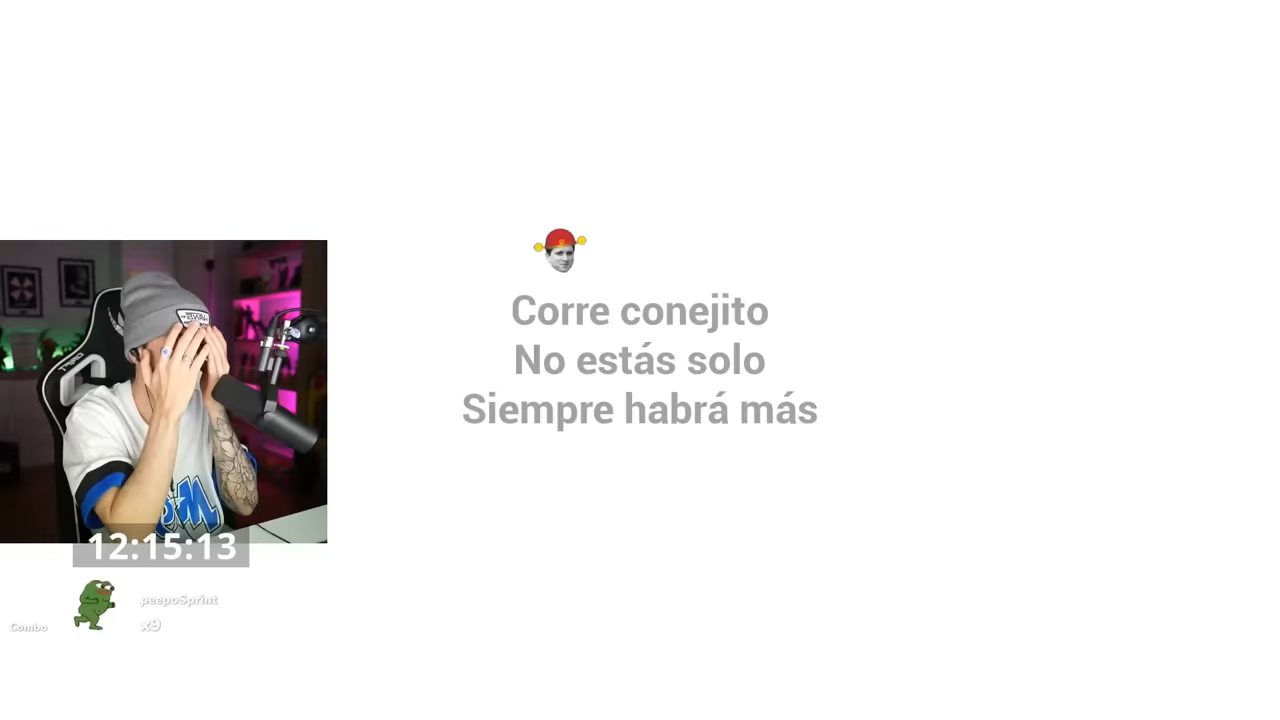 Corre conejito
No estás solo
Siempre habrá más
12:15:13
peepoSprint
Combo
x9